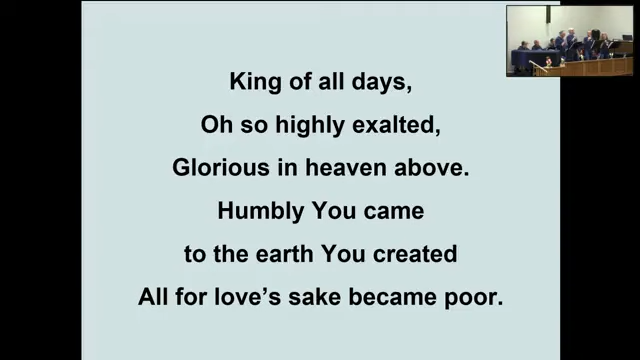 King of all days,
Oh so highly exalted,
Glorious in heaven above.
Humbly You came
to the earth You created
All for love’s sake became poor.